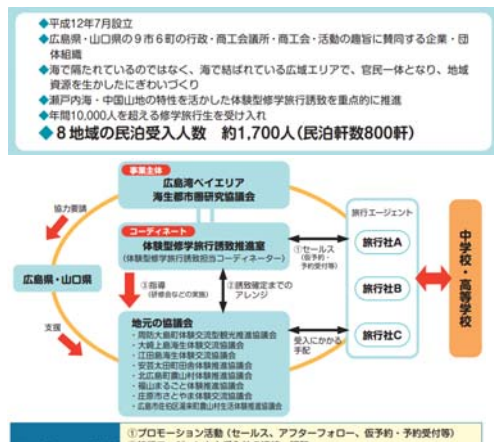 ◆平成12年7月設立
◆広島県・山口県の9市6町の行政・商工会議所・商工会・活動の趣旨に賛同する企業・団
体組織
◆海で隔たれているのではなく、海で結ばれている広域エリアで、官民一体となり、地域
資源を生かしたにぎわいづくり
◆瀬戸内海・中国山地の特性を活かした体験型修学旅行誘致を重点的に推進
◆年間10,000人を超える修学旅行生を受け入れ
◆8地域の民泊受入人数 約1,700人(民泊軒数800軒)
事業主体
広島湾ベイエリア
海生都市圏研究協議会
協力要請
コーディネート
体験型修学旅行誘致推進室
(体験型修学旅行誘致担当コーディネーター)
①セールス
(仮予約・
予約受付等)
旅行エージェント
旅行社A
旅行社B
旅行社C
中学校・高等学校
広島県・山口県
③指導
(研修会などの実施)
②誘致確定までの
アレンジ
支援
地元の協議会
・周防大島町体験交流型観光推進協議会
・大崎上島海生体験交流協議会
・江田島海生体験交流協議会
・安芸太田町田舎体験推進協議会
・北広島町農山村体験推進協議会
・福山まるごと体験推進協議会
・庄原市さとやま体験交流協議会
・広島市佐伯区湯来町農山村生活体験推進協議会
受入にかかる
手配
①プロモーション活動(セールス、アフターフォロー、仮予約・予約受付等)